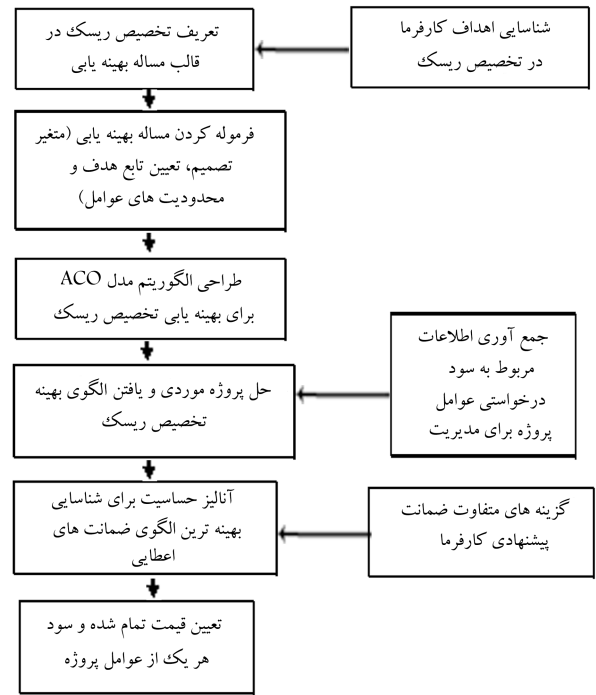 شناسایی اهداف کارفرما
در تخصیص ریسک
تعریف تخصیص ریسک در
قالب مساله بهینه یابی
فرموله کردن مساله بهینه یابی (متغیر
تصمیم، تعیین تابع هدف و
محدودیت های عوامل)
طراحی الگوریتم مدل ACO
برای بهینه یابی تخصیص ریسک
جمع آوری اطلاعات
مربوط به سود
درخواستی عوامل
پروژه برای مدیریت
حل پروژه موردی و یافتن الگوی بهینه
تخصیص ریسک
گزینه های متفاوت ضمانت
پیشنهادی کارفرما
آنالیز حساسیت برای شناسایی
بهینه ترین الگوی ضمانت های
اعطایی
تعیین قیمت تمام شده و سود
هر یک از عوامل پروژه